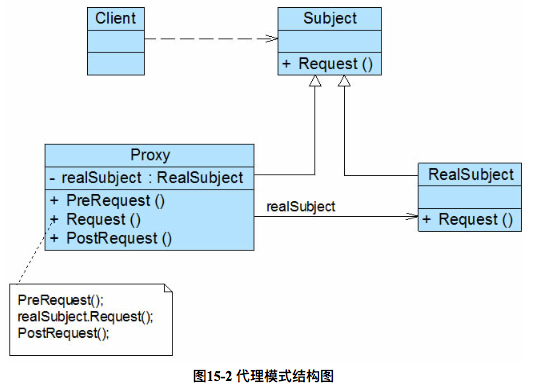 Client
Subject
+ Request ()
Proxy
- realSubject : RealSubject
+ PreRequest ()
+ Request ()
+ PostRequest ()
realSubject
RealSubject
+ Request ()
PreRequest();
realSubject.Request();
PostRequest();
图15-2 代理模式结构图